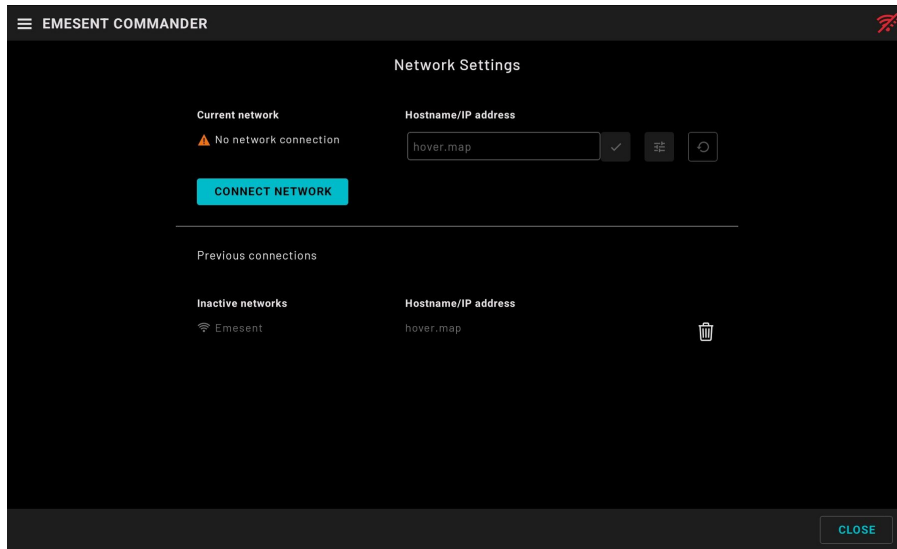 EMESENT COMMANDER
Network Settings
Current network
Hostname/IP address
No network connection
hover.map
CONNECT NETWORK
Previous connections
Inactive networks
Hostname/IP address
Emesent
hover.map
CLOSE